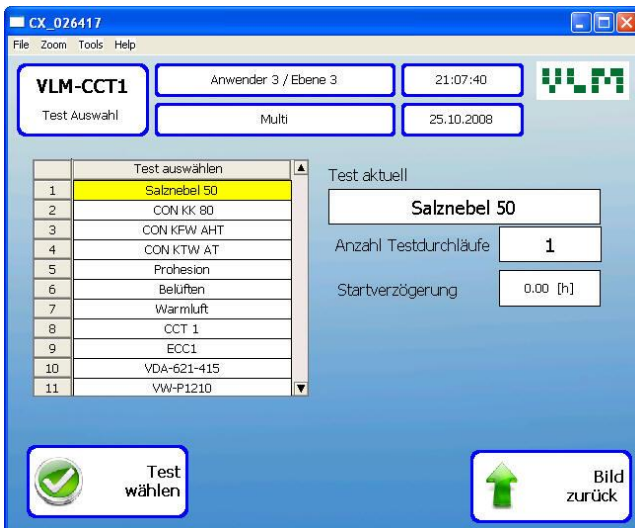 CX_026417
File Zoom Tools Help
VLM-CCT1
Test Auswahl
Anwender 3 / Ebene 3
21:07:40
VLM
Multi
25.10.2008
Test auswählen
1 Salznebel 50
2 CON KK 80
3 CON KFW AHT
4 CON KTW AT
5 Prohesion
6 Belüften
7 Warmluft
8 CCT 1
9 ECC1
10 VDA-621-415
11 VW-P1210
Test aktuell
Salznebel 50
Anzahl Testdurchläufe 1
Startverzögerung 0.00 [h]
Test
wählen
Bild
zurück